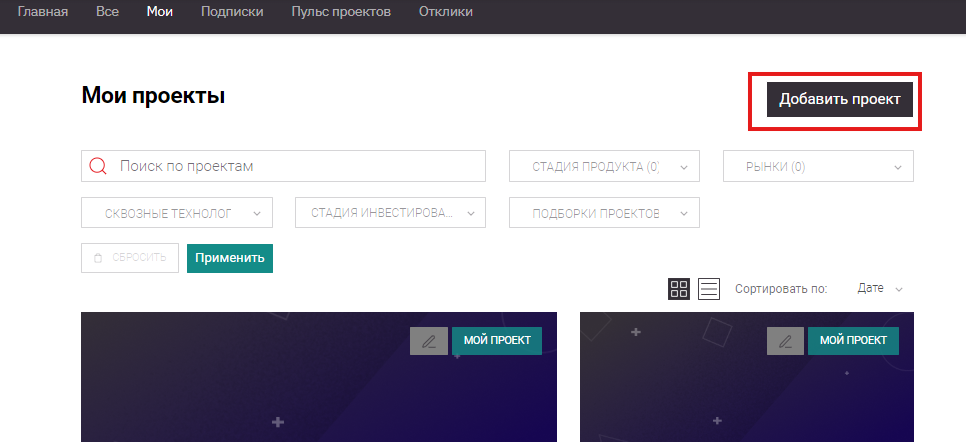 Главная Все Мои Подписки Пульс проектов Отклики
Мои проекты
Добавить проект
Поиск по проектам
СТАДИЯ ПРОДУКТА (0)
РЫНКИ (0)
СКВОЗНЫЕ ТЕХНОЛОГ
СТАДИЯ ИНВЕСТИРОВА...
ПОДБОРКИ ПРОЕКТОВ
СБРОСИТЬ
Применить
Сортировать по: Дате
МОЙ ПРОЕКТ
МОЙ ПРОЕКТ